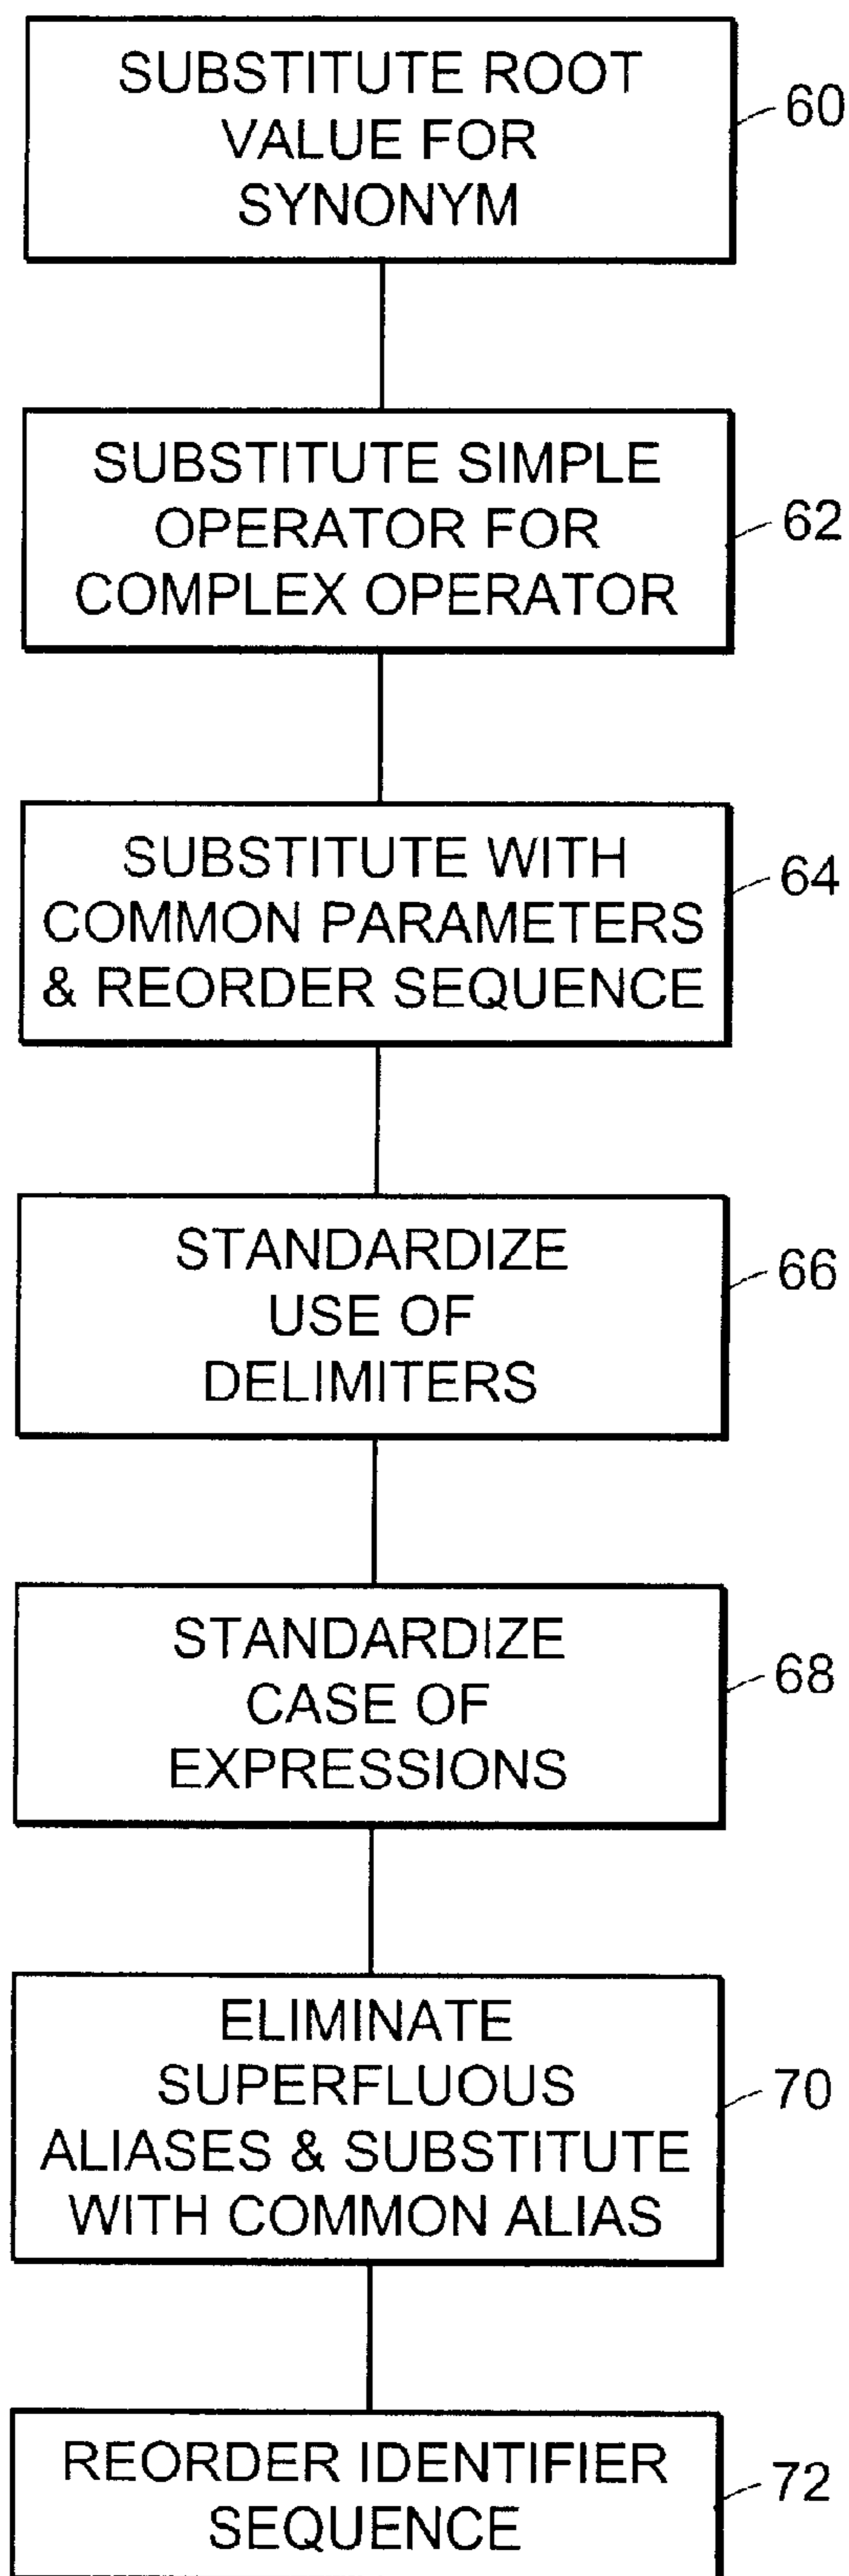 SUBSTITUTE ROOT
VALUE FOR
SYNONYM
60
SUBSTITUTE SIMPLE
OPERATOR FOR
COMPLEX OPERATOR
62
SUBSTITUTE WITH
COMMON PARAMETERS
& REORDER SEQUENCE
64
STANDARDIZE
USE OF
DELIMITERS
66
STANDARDIZE
CASE OF
EXPRESSIONS
68
ELIMINATE
SUPERFLUOUS
ALIASES & SUBSTITUTE
WITH COMMON ALIAS
70
REORDER IDENTIFIER
SEQUENCE
72